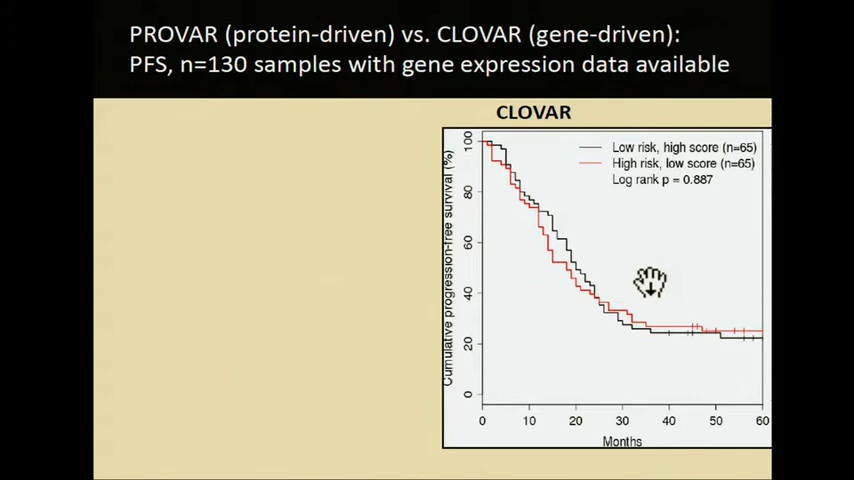 PROVAR (protein-driven) vs. CLOVAR (gene-driven):
PFS, n=130 samples with gene expression data available
CLOVAR
Low risk, high score (n=65)
High risk, low score (n=65)
Log rank p = 0.887
Cumulative progression-free survival (%)
100
80
60
40
20
0
0 10 20 30 40 50 60
Months